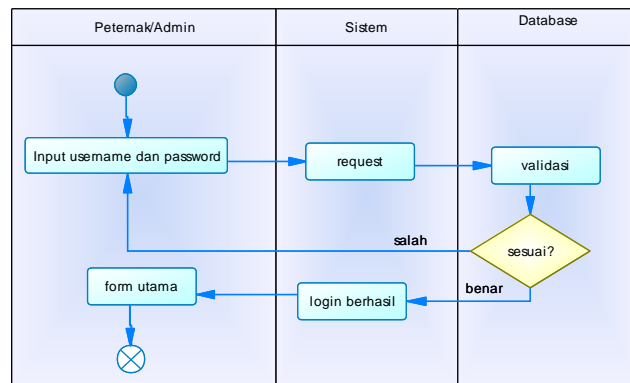 Peternak/Admin
Sistem
Database
Input username dan password
request
validasi
sesuai?
salah
benar
login berhasil
form utama